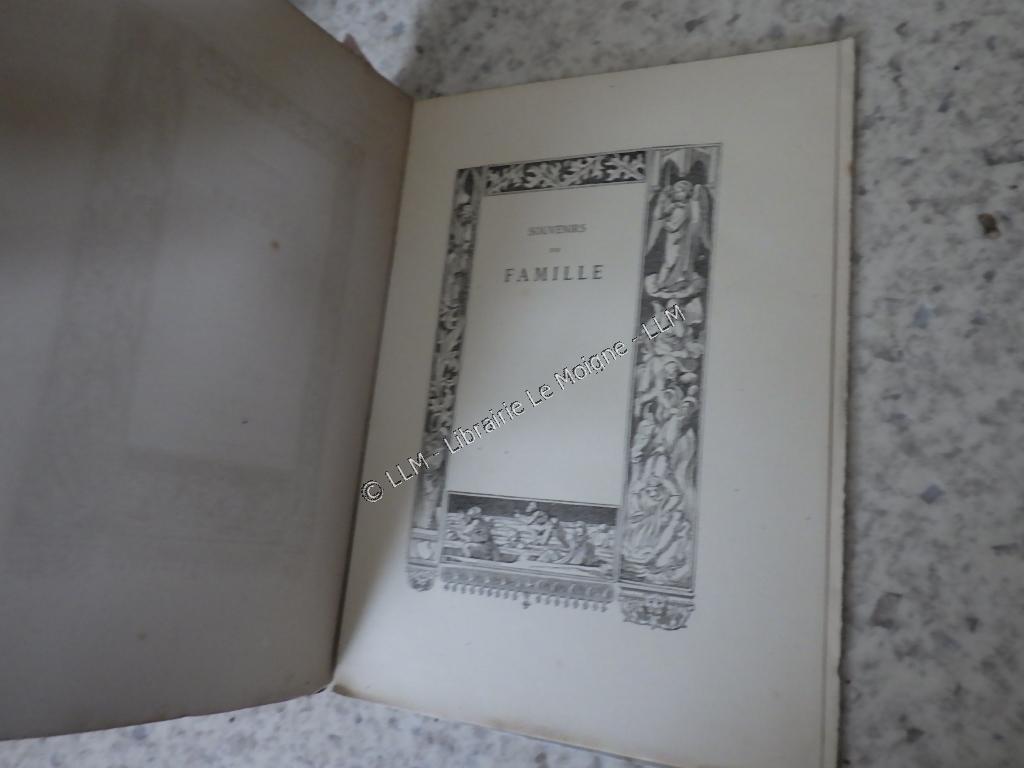 SOUVENIRS
DE
FAMILLE
© LLM - Librairie Le Moigne - LLM